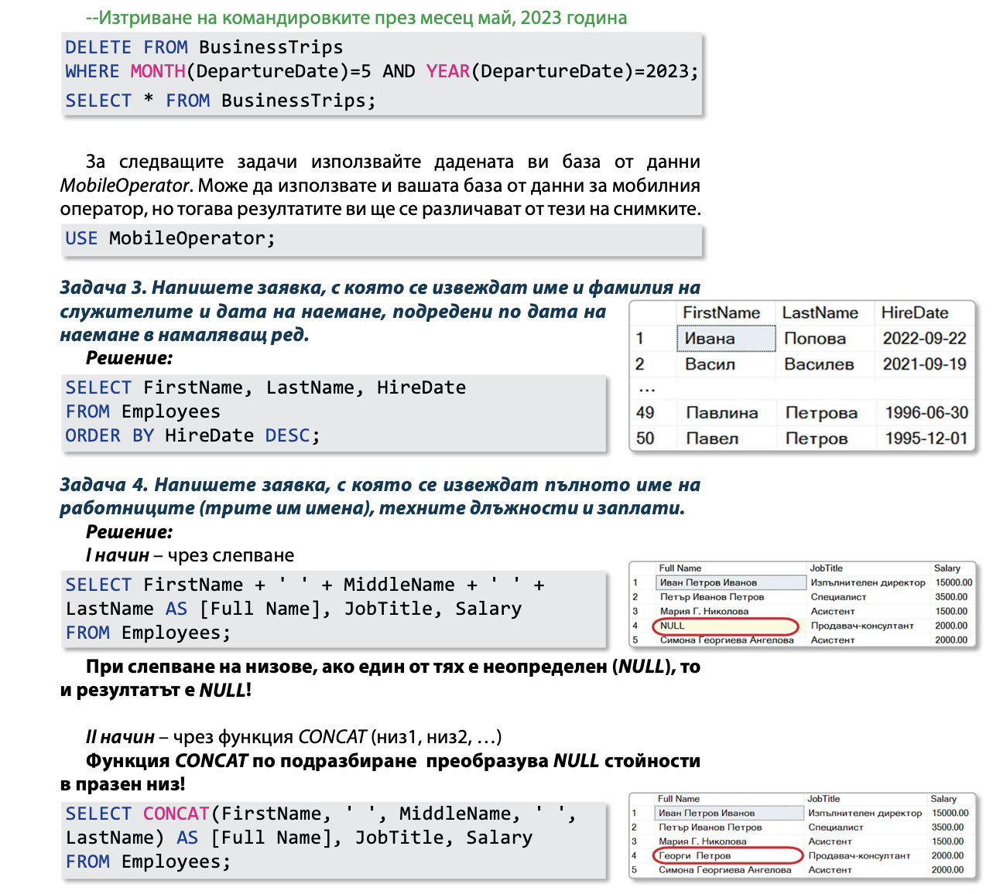 --Изтриване на командировките през месец май, 2023 година
DELETE FROM BusinessTrips
WHERE MONTH(DepartureDate)=5 AND YEAR(DepartureDate)=2023;
SELECT * FROM BusinessTrips;
За следващите задачи използвайте дадената ви база от данни
MobileOperator. Може да използвате и вашата база от данни за мобилния
оператор, но тогава резултатите ви ще се различават от тези на снимките.
USE MobileOperator;
Задача 3. Напишете заявка, с която се извеждат име и фамилия на
служителите и дата на наемане, подредени по дата на
наемане в намаляващ ред.
Решение:
SELECT FirstName, LastName, HireDate
FROM Employees
ORDER BY HireDate DESC;
FirstName LastName HireDate
1 Ивана Попова 2022-09-22
2 Васил Василев 2021-09-19
...
49 Павлина Петрова 1996-06-30
50 Павел Петров 1995-12-01
Задача 4. Напишете заявка, с която се извеждат пълното име на
работниците (трите им имена), техните длъжности и заплати.
Решение:
I начин – чрез слепване
SELECT FirstName + ' ' + MiddleName + ' ' +
LastName AS [Full Name], JobTitle, Salary
FROM Employees;
Full Name JobTitle Salary
1 Иван Петров Иванов Изпълнителен директор 15000.00
2 Петър Иванов Петров Специалист 3500.00
3 Мария Г. Николова Асистент 1500.00
4 NULL Продавач-консултант 2000.00
5 Симона Георгиева Ангелова Асистент 2000.00
При слепване на низове, ако един от тях е неопределен (NULL), то
и резултатът е NULL!
II начин – чрез функция CONCAT (низ1, низ2, …)
Функция CONCAT по подразбиране преобразува NULL стойности
в празен низ!
SELECT CONCAT(FirstName, ' ', MiddleName, ' ',
LastName) AS [Full Name], JobTitle, Salary
FROM Employees;
Full Name JobTitle Salary
1 Иван Петров Иванов Изпълнителен директор 15000.00
2 Петър Иванов Петров Специалист 3500.00
3 Мария Г. Николова Асистент 1500.00
4 Георги  Петров Продавач-консултант 2000.00
5 Симона Георгиева Ангелова Асистент 2000.00